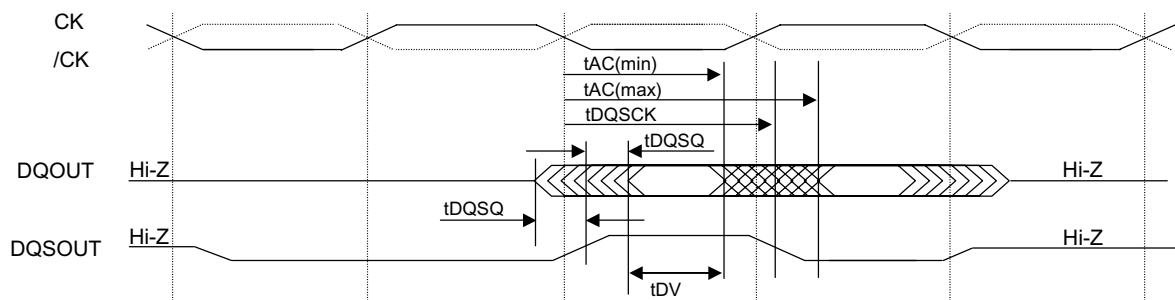 CK
/CK
tAC(min)
tAC(max)
tDQSCK
tDQSQ
DQOUT
Hi-Z
Hi-Z
tDQSQ
DQSOUT
Hi-Z
Hi-Z
tDV